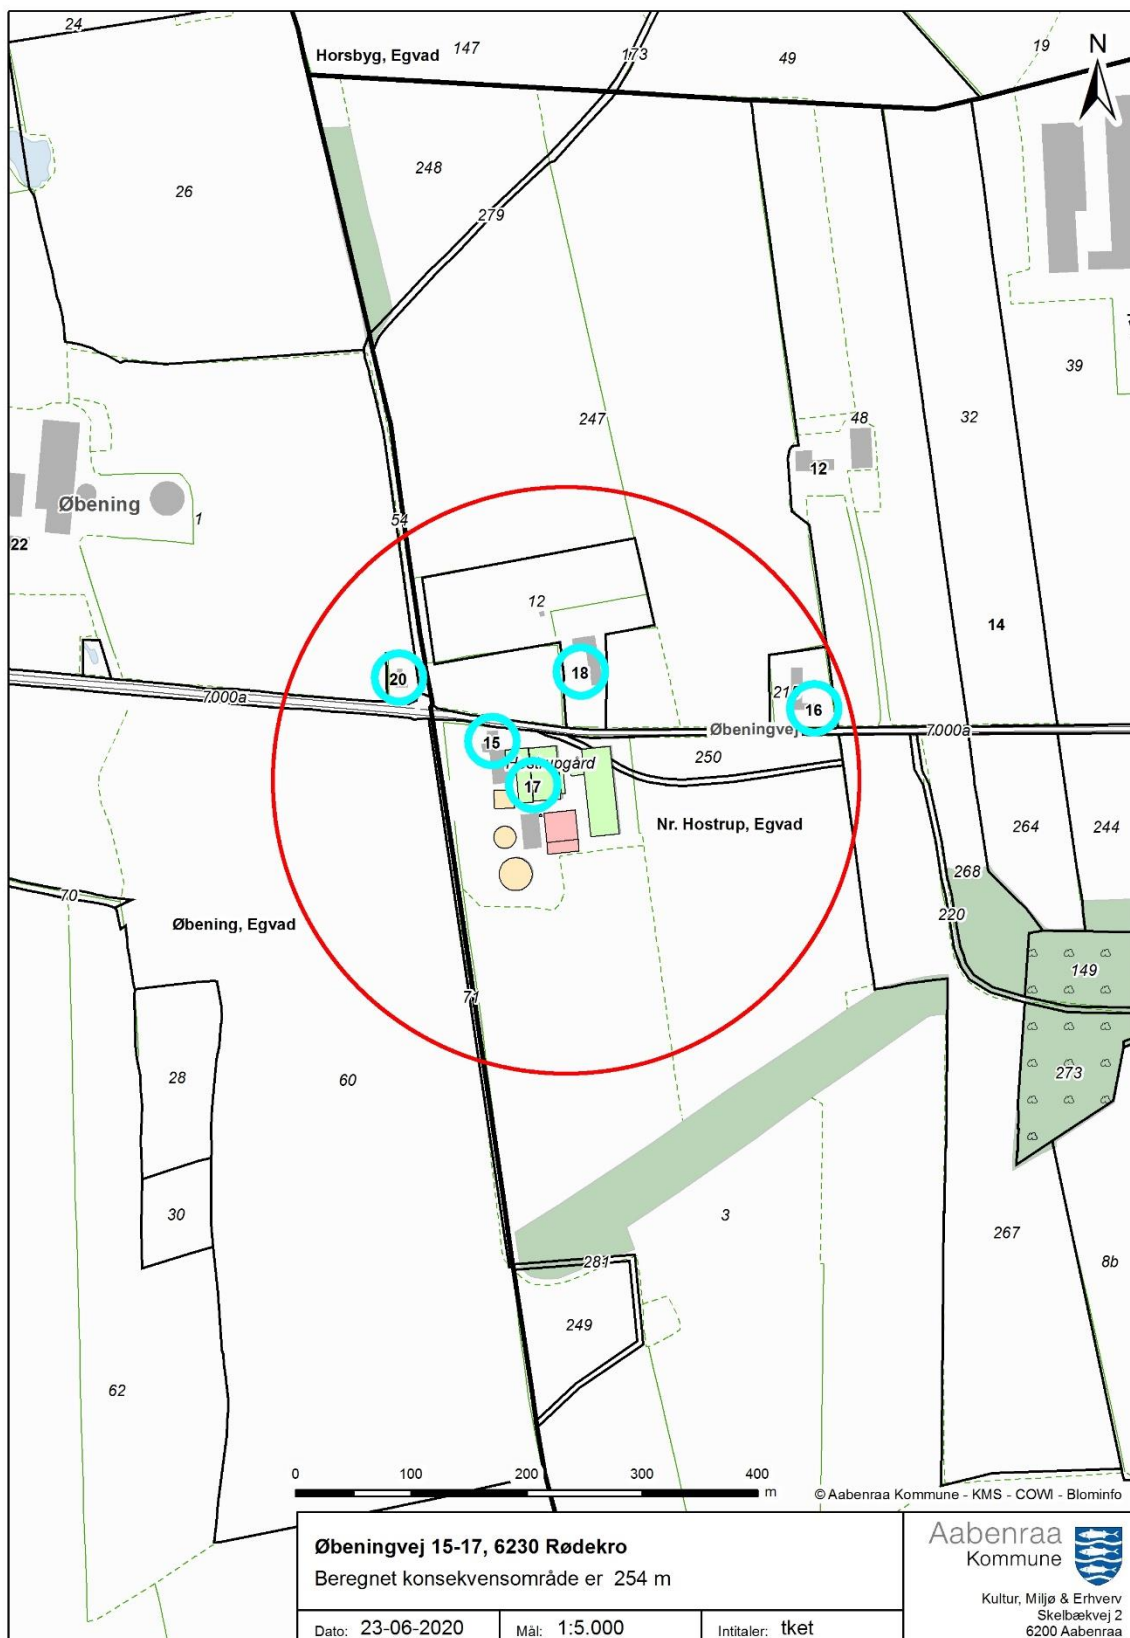 24
Horsbyg, Egvad
147
173
49
19
N
26
248
279
247
48
32
39
12
Øbening
1
22
54
12
14
20
18
215
16
7000a
Øbeningvej
7000a
15
Hostrupgård
250
17
Nr. Hostrup, Egvad
264
244
268
70
220
Øbening, Egvad
149
71
28
60
273
30
3
267
281
8b
249
62
0 100 200 300 400
m
© Aabenraa Kommune - KMS - COWI - Blominfo
Øbeningvej 15-17, 6230 Rødekro
Beregnet konsekvensområde er 254 m
Dato: 23-06-2020
Mål: 1:5.000
Intitaler: tket
Aabenraa
Kommune
Kultur, Miljø & Erhverv
Skelbækvej 2
6200 Aabenraa